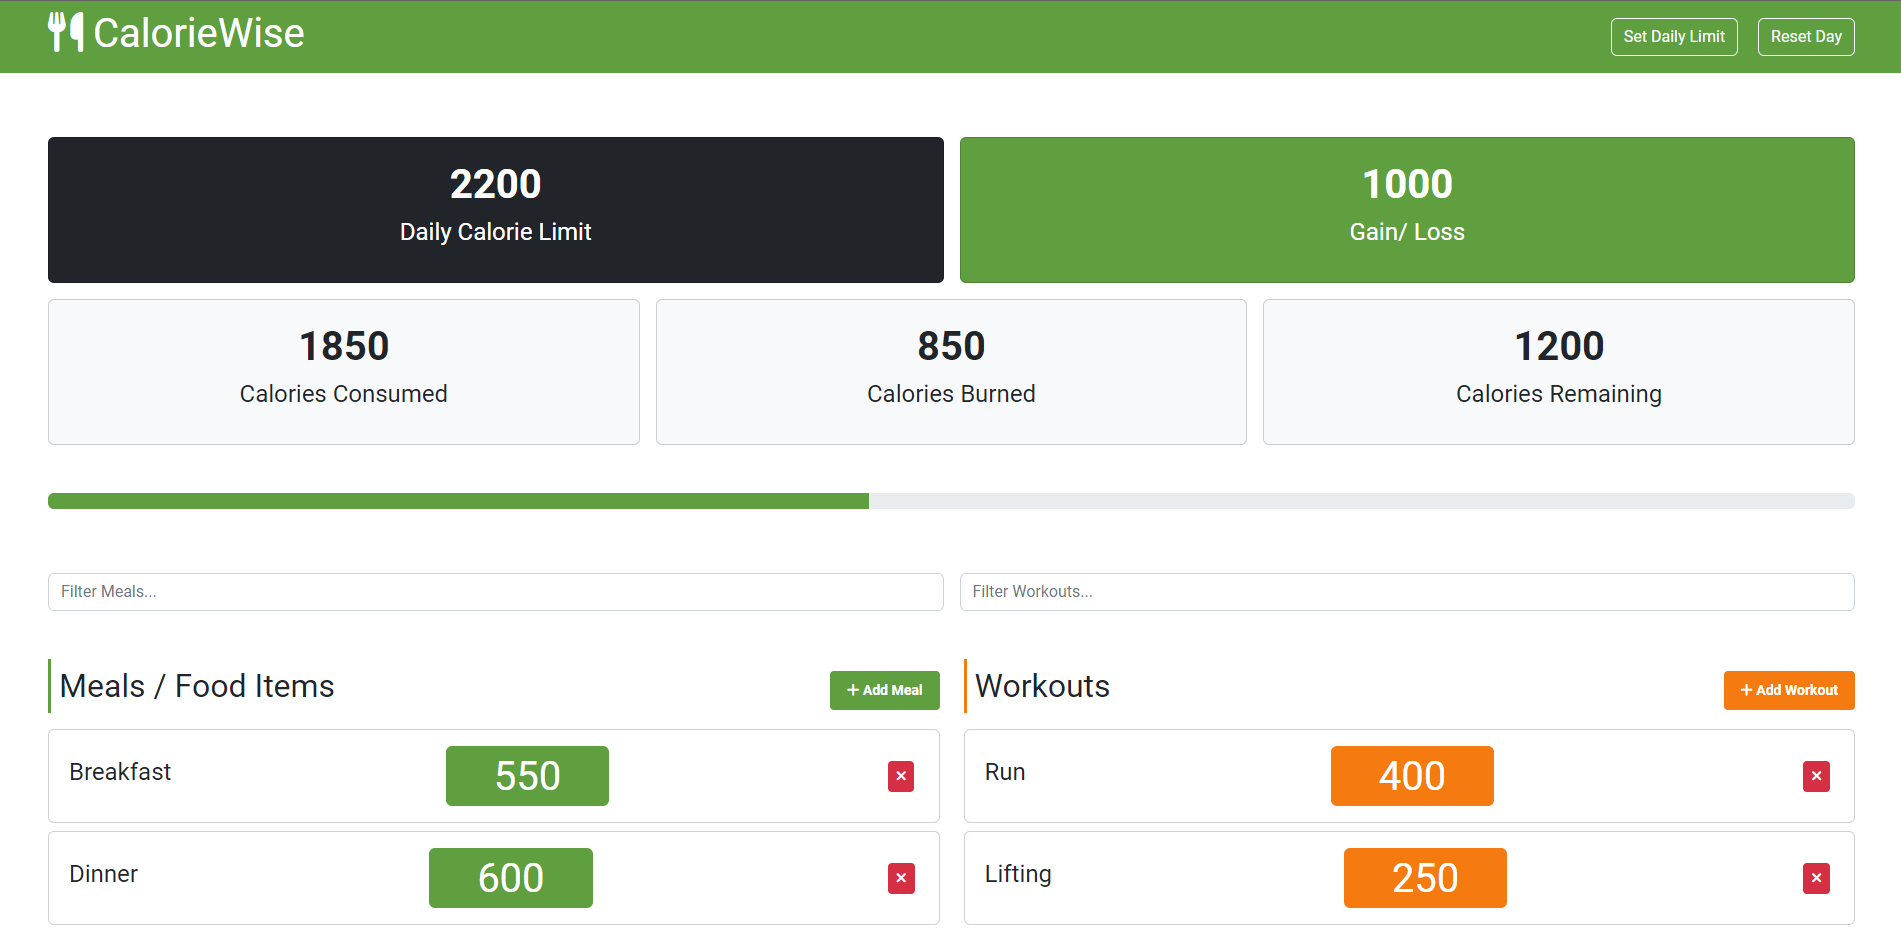 CalorieWise
Set Daily Limit
Reset Day
2200
Daily Calorie Limit
1000
Gain/ Loss
1850
Calories Consumed
850
Calories Burned
1200
Calories Remaining
Filter Meals...
Filter Workouts...
Meals / Food Items
+ Add Meal
Breakfast
550
Dinner
600
Workouts
+ Add Workout
Run
400
Lifting
250